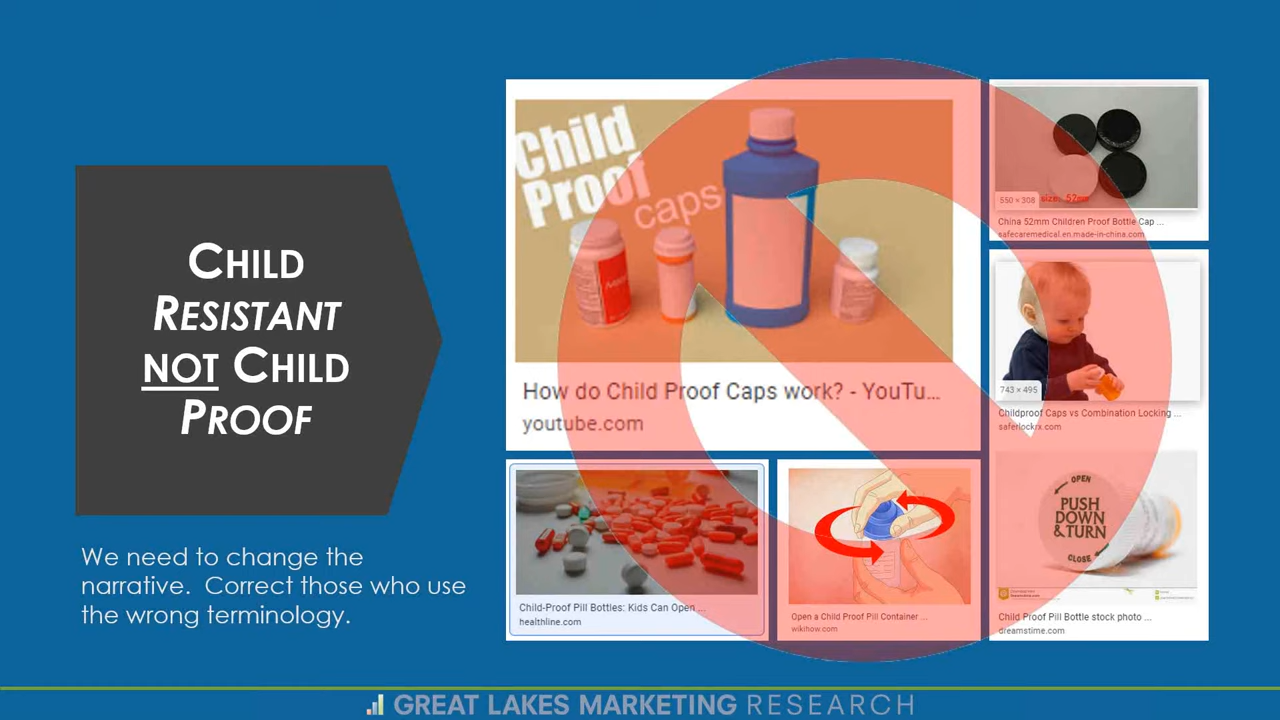 CHILD
RESISTANT
NOT CHILD
PROOF
We need to change the
narrative.  Correct those who use
the wrong terminology.
Child
Proof
caps
How do Child Proof Caps work? - YouTu...
youtube.com
550 × 308
size: 52mm
China 52mm Children Proof Bottle Cap ...
safecaremedical.en.made-in-china.com
743 × 495
Childproof Caps vs Combination Locking ...
saferlockrx.com
Child-Proof Pill Bottles: Kids Can Open ...
healthline.com
Open a Child Proof Pill Container ...
wikihow.com
OPEN
PUSH
DOWN
&TURN
CLOSE
Child Proof Pill Bottle stock photo ...
dreamstime.com
GREAT LAKES MARKETING RESEARCH